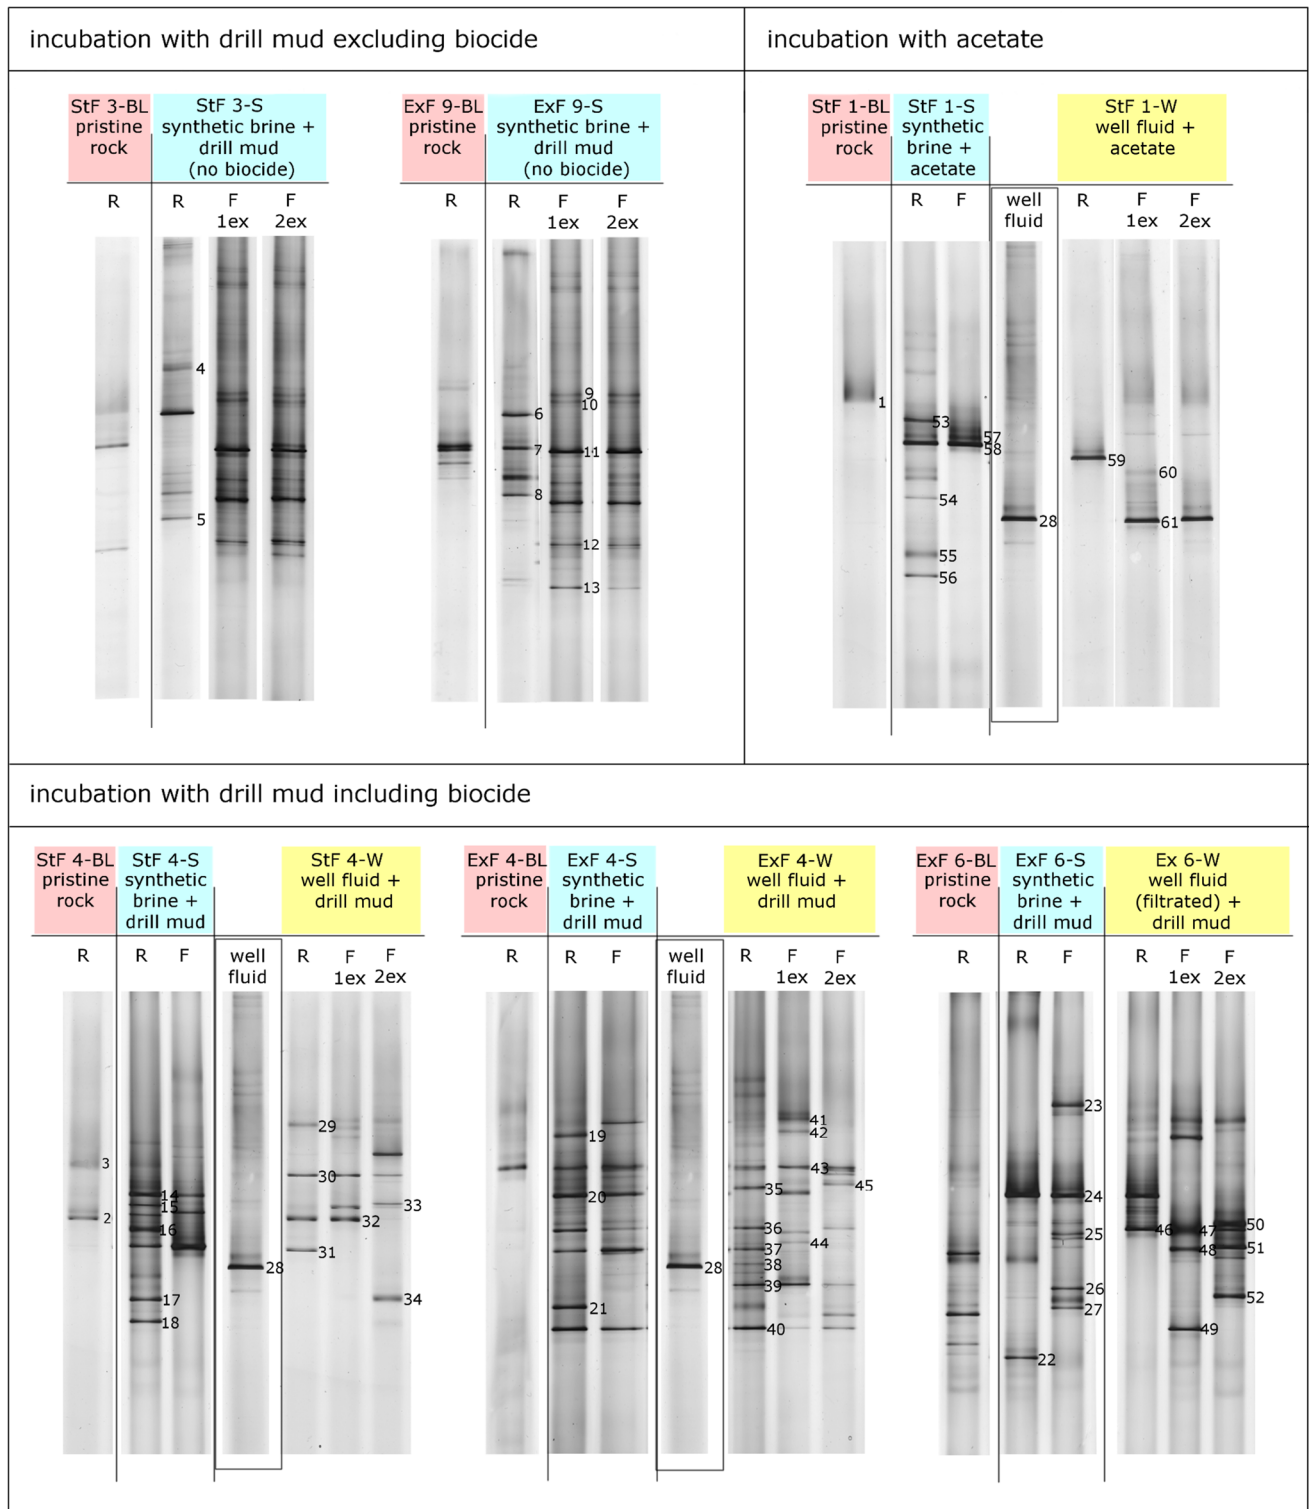 incubation with drill mud excluding biocide
StF 3-BL
pristine
rock
StF 3-S
synthetic brine +
drill mud
(no biocide)
ExF 9-BL
pristine
rock
ExF 9-S
synthetic brine +
drill mud
(no biocide)
R
R
F
1ex
F
2ex
R
R
F
1ex
F
2ex
4
5
6
7
8
9
10
11
12
13
incubation with acetate
StF 1-BL
pristine
rock
StF 1-S
synthetic
brine +
acetate
StF 1-W
well fluid +
acetate
R
F
well
fluid
R
F
1ex
F
2ex
1
53
54
55
56
57
58
28
59
60
61
incubation with drill mud including biocide
StF 4-BL
pristine
rock
StF 4-S
synthetic
brine +
drill mud
StF 4-W
well fluid +
drill mud
R
R
F
well
fluid
R
F
1ex
F
2ex
3
2
14
15
16
17
18
28
29
30
31
32
33
34
ExF 4-BL
pristine
rock
ExF 4-S
synthetic
brine +
drill mud
ExF 4-W
well fluid +
drill mud
R
R
F
well
fluid
R
F
1ex
F
2ex
19
20
21
28
35
36
37
38
39
40
41
42
43
44
45
ExF 6-BL
pristine
rock
ExF 6-S
synthetic
brine +
drill mud
Ex 6-W
well fluid
(filtrated) +
drill mud
R
R
F
R
F
1ex
F
2ex
22
23
24
25
26
27
46
47
48
49
50
51
52